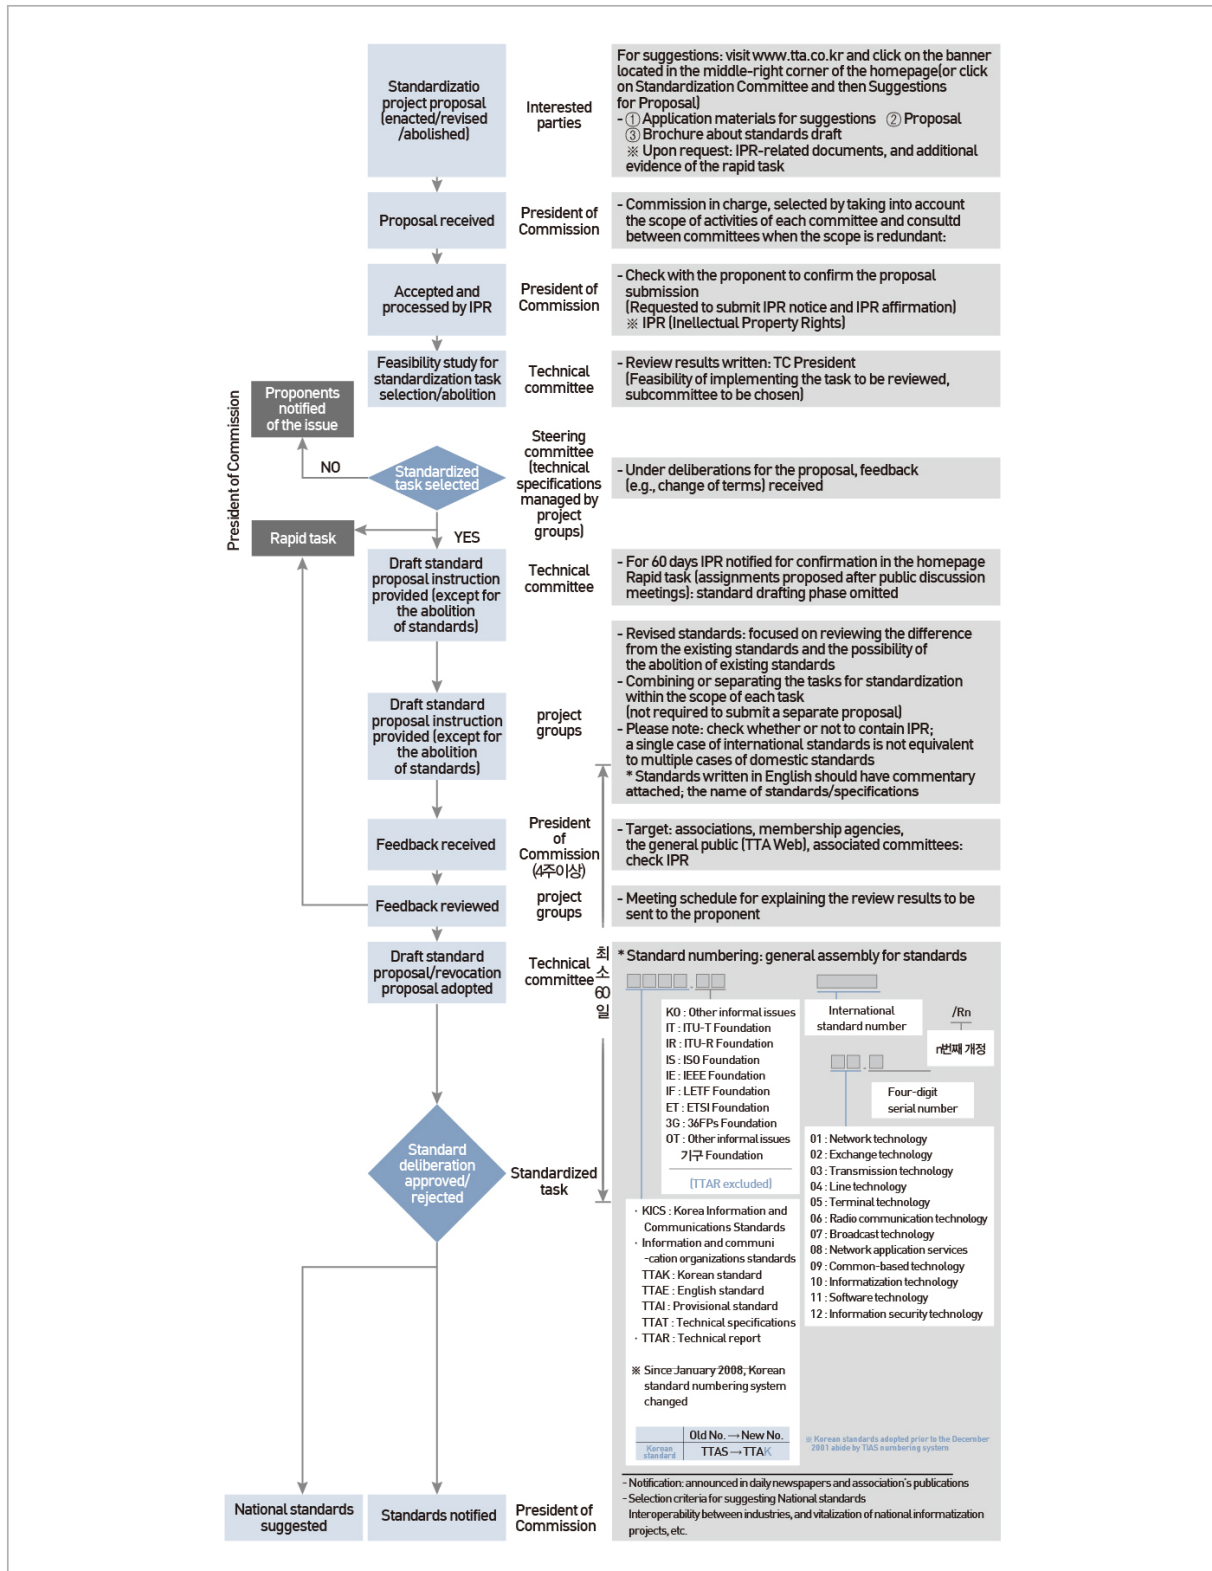 Standardizatio
project proposal
(enacted/revised
/abolished)
Interested
parties
For suggestions: visit www.tta.co.kr and click on the banner
located in the middle-right corner of the homepage(or click
on Standardization Committee and then Suggestions
for Proposal)
- ① Application materials for suggestions ② Proposal
③ Brochure about standards draft
※ Upon request: IPR-related documents, and additional
evidence of the rapid task
Proposal received
President of
Commission
- Commission in charge, selected by taking into account
the scope of activities of each committee and consultd
between committees when the scope is redundant:
Accepted and
processed by IPR
President of
Commission
- Check with the proponent to confirm the proposal
submission
(Requested to submit IPR notice and IPR affirmation)
※ IPR (Inellectual Property Rights)
Feasibility study for
standardization task
selection/abolition
Technical
committee
- Review results written: TC President
(Feasibility of implementing the task to be reviewed,
subcommittee to be chosen)
President of Commission
Proponents
notified
of the issue
NO
Standardized
task selected
Steering
committee
(technical
specifications
managed by
project
groups)
- Under deliberations for the proposal, feedback
(e.g., change of terms) received
Rapid task
YES
Draft standard
proposal instruction
provided (except for
the abolition
of standards)
Technical
committee
- For 60 days IPR notified for confirmation in the homepage
Rapid task (assignments proposed after public discussion
meetings): standard drafting phase omitted
Draft standard
proposal instruction
provided (except for
the abolition
of standards)
project
groups
- Revised standards: focused on reviewing the difference
from the existing standards and the possibility of
the abolition of existing standards
- Combining or separating the tasks for standardization
within the scope of each task
(not required to submit a separate proposal)
- Please note: check whether or not to contain IPR;
a single case of international standards is not equivalent
to multiple cases of domestic standards
* Standards written in English should have commentary
attached; the name of standards/specifications
Feedback received
President
of
Commission
(4주이상)
- Target: associations, membership agencies,
the general public (TTA Web), associated committees:
check IPR
Feedback reviewed
project
groups
- Meeting schedule for explaining the review results to be
sent to the proponent
Draft standard
proposal/revocation
proposal adopted
Technical
committee
최
소
60
일
* Standard numbering: general assembly for standards
KO : Other informal issues
IT : ITU-T Foundation
IR : ITU-R Foundation
IS : ISO Foundation
IE : IEEE Foundation
IF : LETF Foundation
ET : ETSI Foundation
3G : 36FPs Foundation
OT : Other informal issues
기구 Foundation
(TTAR excluded)
International
standard number
/Rn
n번째 개정
Four-digit
serial number
01 : Network technology
02 : Exchange technology
03 : Transmission technology
04 : Line technology
05 : Terminal technology
06 : Radio communication technology
07 : Broadcast technology
08 : Network application services
09 : Common-based technology
10 : Informatization technology
11 : Software technology
12 : Information security technology
Standard
deliberation
approved/
rejected
Standardized
task
· KICS : Korea Information and
Communications Standards
· Information and communi
-cation organizations standards
TTAK : Korean standard
TTAE : English standard
TTAI : Provisional standard
TTAT : Technical specifications
· TTAR : Technical report
※ Since January 2008, Korean
standard numbering system
changed
Old No. → New No.
Korean
standard
TTAS → TTAK
※ Korean standards adopted prior to the December
2001 abide by TIAS numbering system
National standards
suggested
Standards notified
President of
Commission
- Notification: announced in daily newspapers and association's publications
- Selection criteria for suggesting National standards
Interoperability between industries, and vitalization of national informatization
projects, etc.